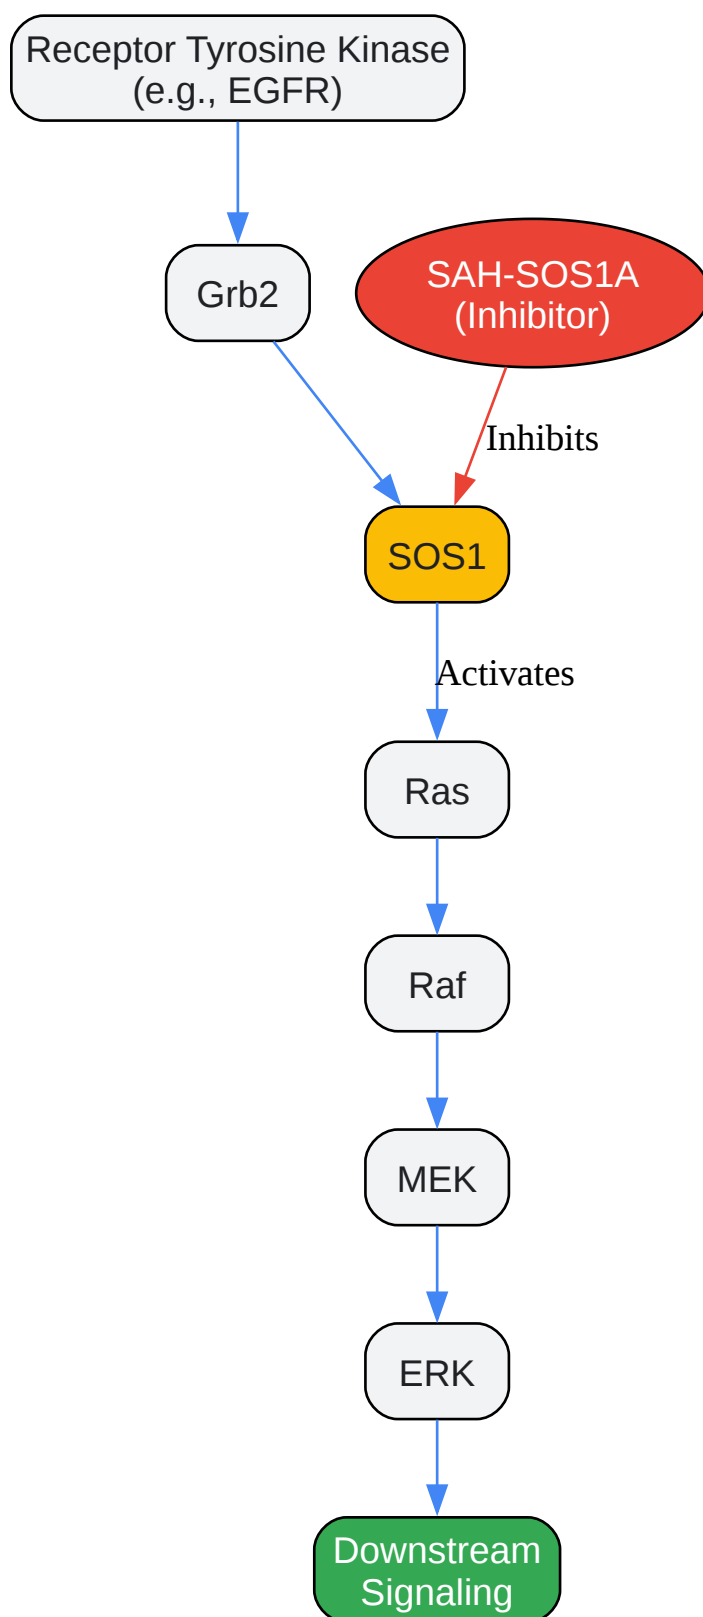 Receptor Tyrosine Kinase
(e.g., EGFR)
Grb2
SAH-SOS1A
(Inhibitor)
Inhibits
SOS1
Activates
Ras
Raf
MEK
ERK
Downstream
Signaling